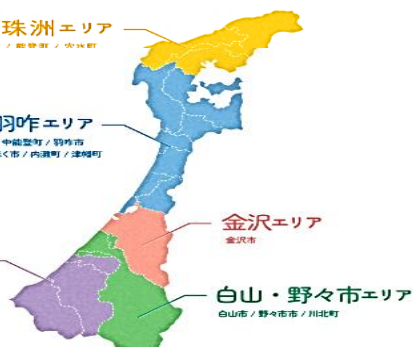 珠洲エリア
/ 能登町 / 穴水町
羽咋エリア
中能登町 / 羽咋市
く市 / 内灘町 / 津幡町
金沢エリア
金沢市
白山・野々市エリア
白山市 / 野々市市 / 川北町